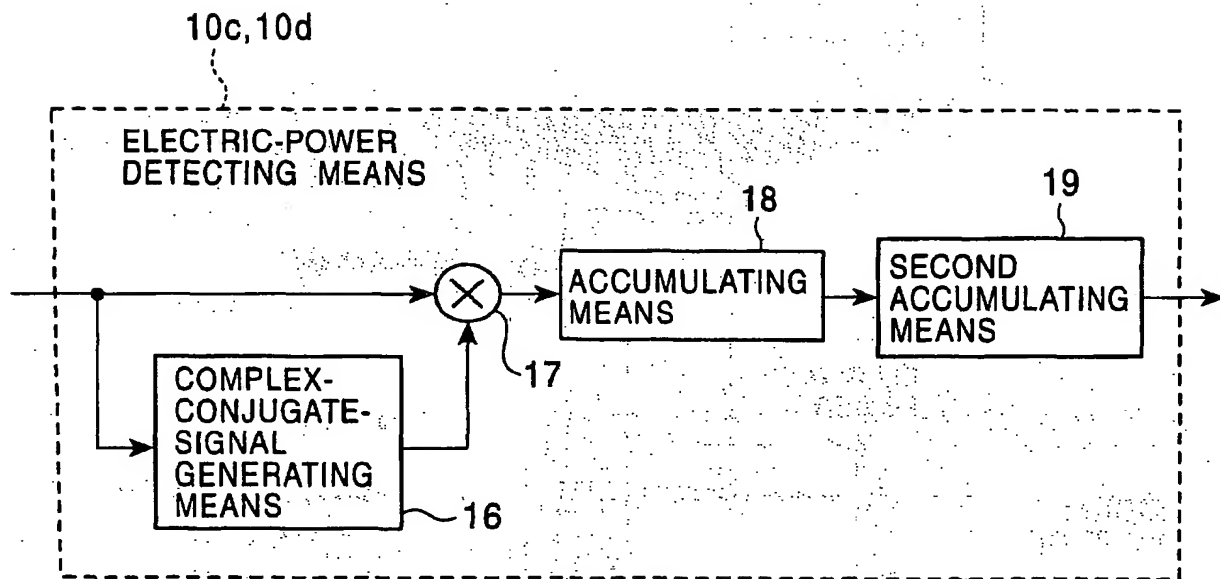 10c, 10d
ELECTRIC-POWER
DETECTING MEANS
18
19
ACCUMULATING
MEANS
SECOND
ACCUMULATING
MEANS
17
COMPLEX-
CONJUGATE-
SIGNAL
GENERATING
MEANS
16